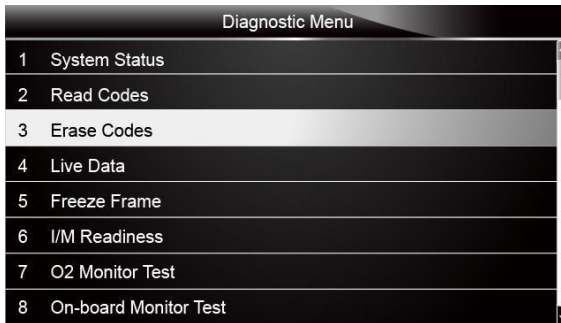 Diagnostic Menu
1 System Status
2 Read Codes
3 Erase Codes
4 Live Data
5 Freeze Frame
6 I/M Readiness
7 O2 Monitor Test
8 On-board Monitor Test